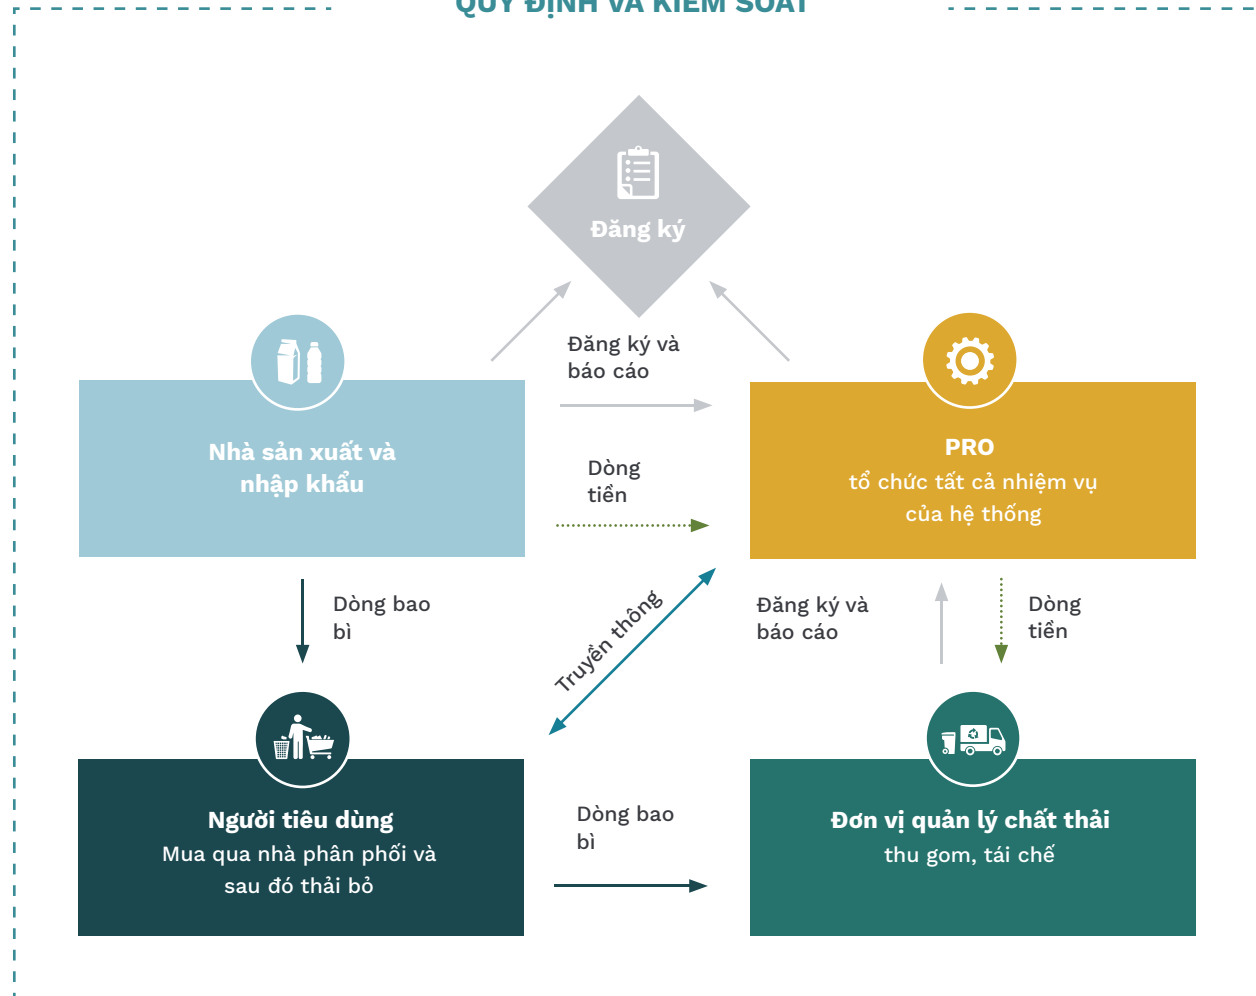 QUY ĐỊNH VÀ KIỂM SOÁT
Đăng ký
Đăng ký và
báo cáo
Nhà sản xuất và
nhập khẩu
PRO
tổ chức tất cả nhiệm vụ
của hệ thống
Dòng
tiền
Dòng bao
bì
Truyền thông
Đăng ký và
báo cáo
Dòng
tiền
Người tiêu dùng
Mua qua nhà phân phối và
sau đó thải bỏ
Dòng bao
bì
Đơn vị quản lý chất thải
thu gom, tái chế